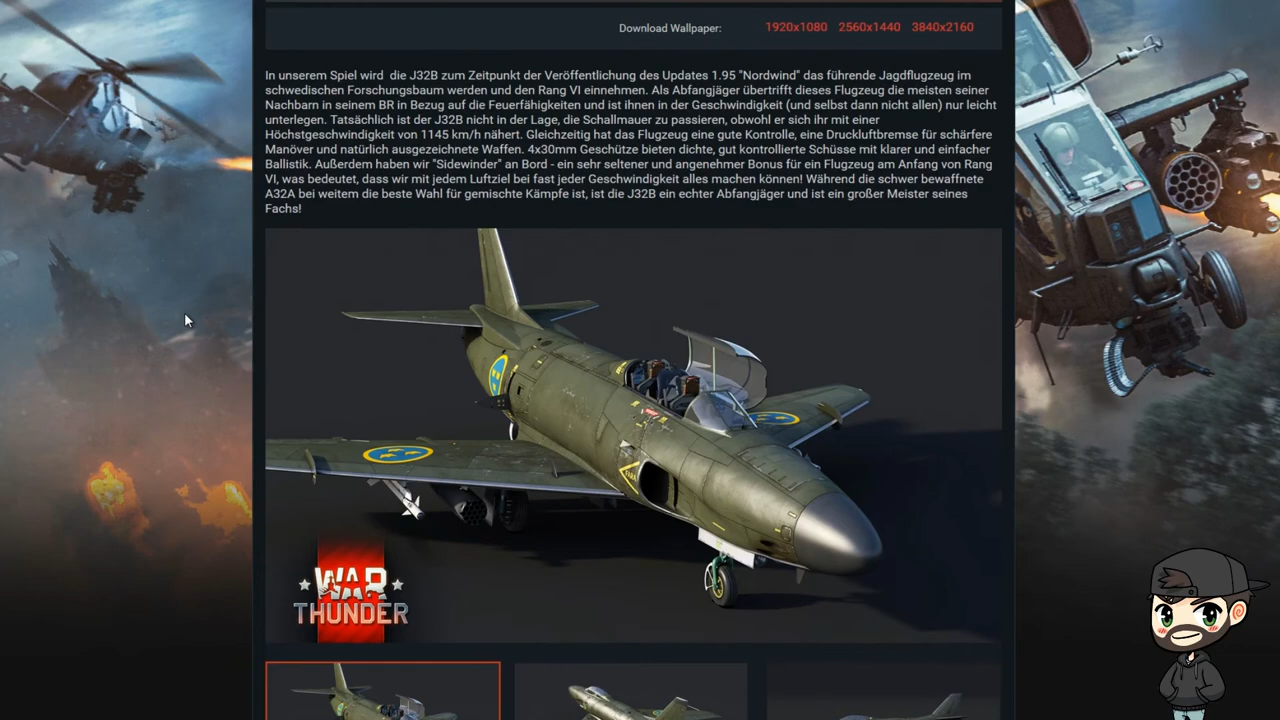 Download Wallpaper: 1920x1080 2560x1440 3840x2160
In unserem Spiel wird die J32B zum Zeitpunkt der Veröffentlichung des Updates 1.95 "Nordwind" das führende Jagdflugzeug im
schwedischen Forschungsbaum werden und den Rang VI einnehmen. Als Abfangjäger übertrifft dieses Flugzeug die meisten seiner
Nachbarn in seinem BR in Bezug auf die Feuerfähigkeiten und ist ihnen in der Geschwindigkeit (und selbst dann nicht allen) nur leicht
unterlegen. Tatsächlich ist der J32B nicht in der Lage, die Schallmauer zu passieren, obwohl er sich ihr mit einer
Höchstgeschwindigkeit von 1145 km/h nähert. Gleichzeitig hat das Flugzeug eine gute Kontrolle, eine Druckluftbremse für schärfere
Manöver und natürlich ausgezeichnete Waffen. 4x30mm Geschütze bieten dichte, gut kontrollierte Schüsse mit klarer und einfacher
Ballistik. Außerdem haben wir "Sidewinder" an Bord - ein sehr seltener und angenehmer Bonus für ein Flugzeug am Anfang von Rang
VI, was bedeutet, dass wir mit jedem Luftziel bei fast jeder Geschwindigkeit alles machen können! Während die schwer bewaffnete
A32A bei weitem die beste Wahl für gemischte Kämpfe ist, ist die J32B ein echter Abfangjäger und ist ein großer Meister seines
Fachs!
WAR
THUNDER